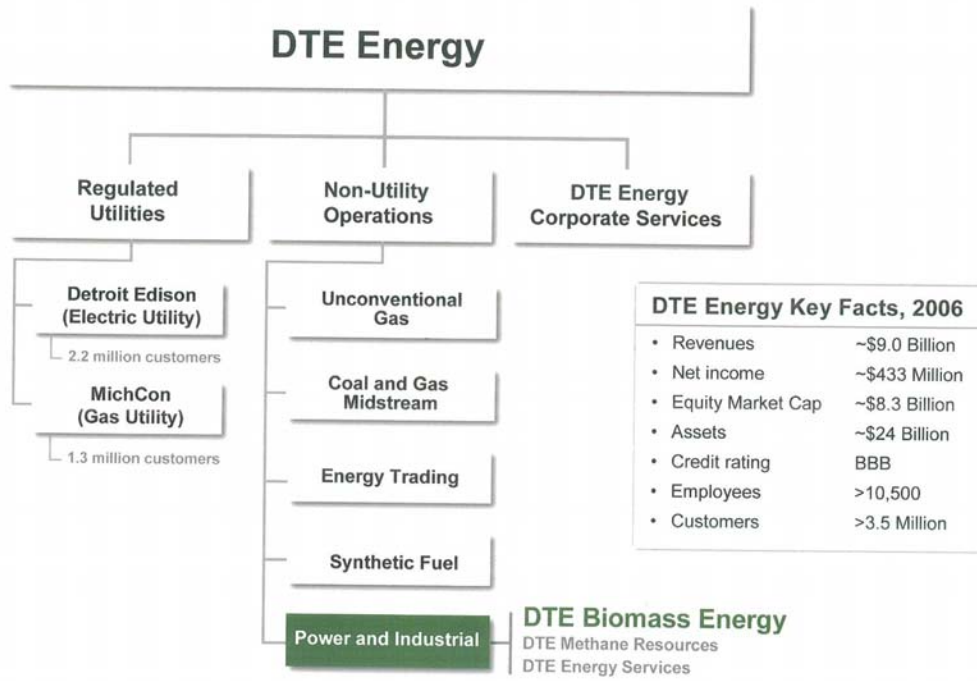 DTE Energy
Regulated
Utilities
Non-Utility
Operations
DTE Energy
Corporate Services
Detroit Edison
(Electric Utility)
2.2 million customers
MichCon
(Gas Utility)
1.3 million customers
Unconventional
Gas
Coal and Gas
Midstream
Energy Trading
Synthetic Fuel
Power and Industrial
DTE Biomass Energy
DTE Methane Resources
DTE Energy Services
DTE Energy Key Facts, 2006
• Revenues ~$9.0 Billion
• Net income ~$433 Million
• Equity Market Cap ~$8.3 Billion
• Assets ~$24 Billion
• Credit rating BBB
• Employees >10,500
• Customers >3.5 Million